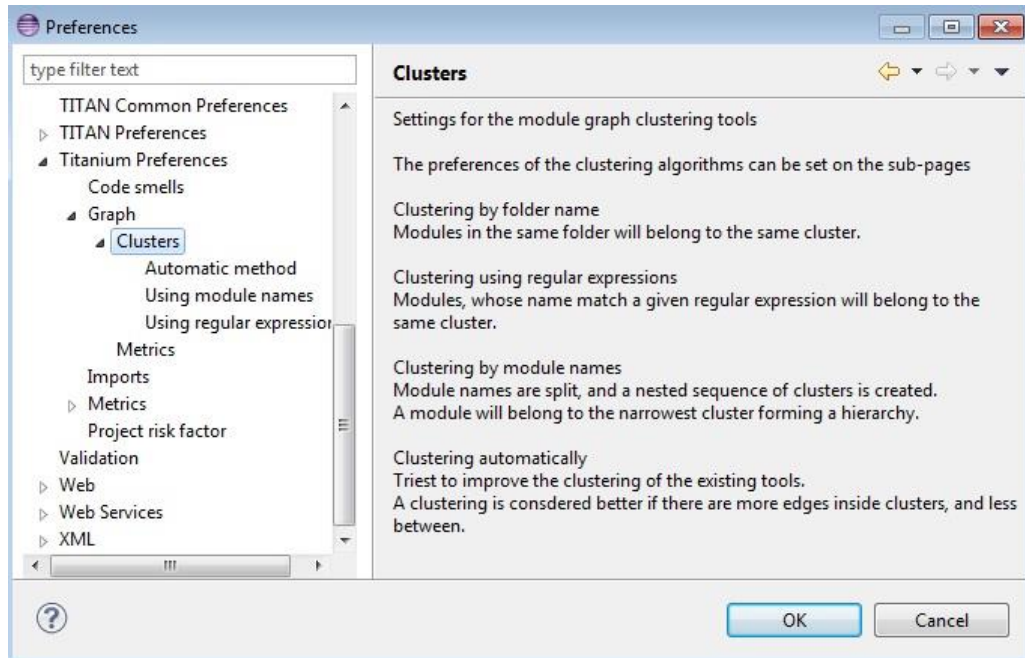 Preferences
type filter text
TITAN Common Preferences
TITAN Preferences
Titanium Preferences
Code smells
Graph
Clusters
Automatic method
Using module names
Using regular expression
Metrics
Imports
Metrics
Project risk factor
Validation
Web
Web Services
XML
Clusters
Settings for the module graph clustering tools
The preferences of the clustering algorithms can be set on the sub-pages
Clustering by folder name
Modules in the same folder will belong to the same cluster.
Clustering using regular expressions
Modules, whose name match a given regular expression will belong to the
same cluster.
Clustering by module names
Module names are split, and a nested sequence of clusters is created.
A module will belong to the narrowest cluster forming a hierarchy.
Clustering automatically
Triest to improve the clustering of the existing tools.
A clustering is consdered better if there are more edges inside clusters, and less
between.
OK
Cancel